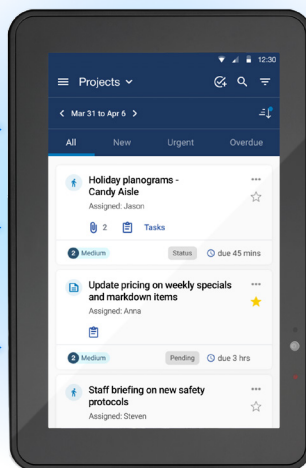 12:30
Projects
Mar 31 to Apr 6
All New Urgent Overdue
Holiday planograms -
Candy Aisle
Assigned: Jason
2 Tasks
2 Medium Status due 45 mins
Update pricing on weekly specials
and markdown items
Assigned: Anna
2 Medium Pending due 3 hrs
Staff briefing on new safety
protocols
Assigned: Steven